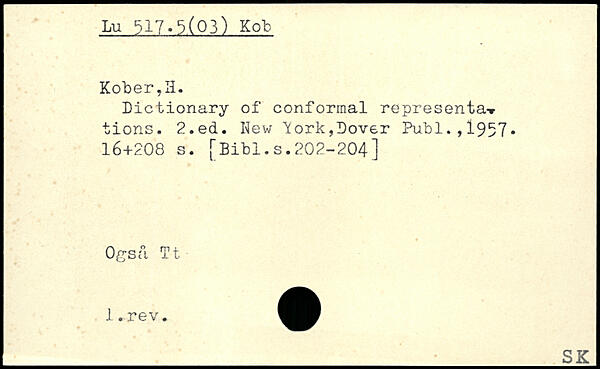 Lu 517.5(03) Kob
Kober,H.
Dictionary of conformal representa-
tions. 2.ed. New York,Dover Publ.,1957.
16+208 s. [Bibl.s.202-204]
Også Tt
1.rev.
SK